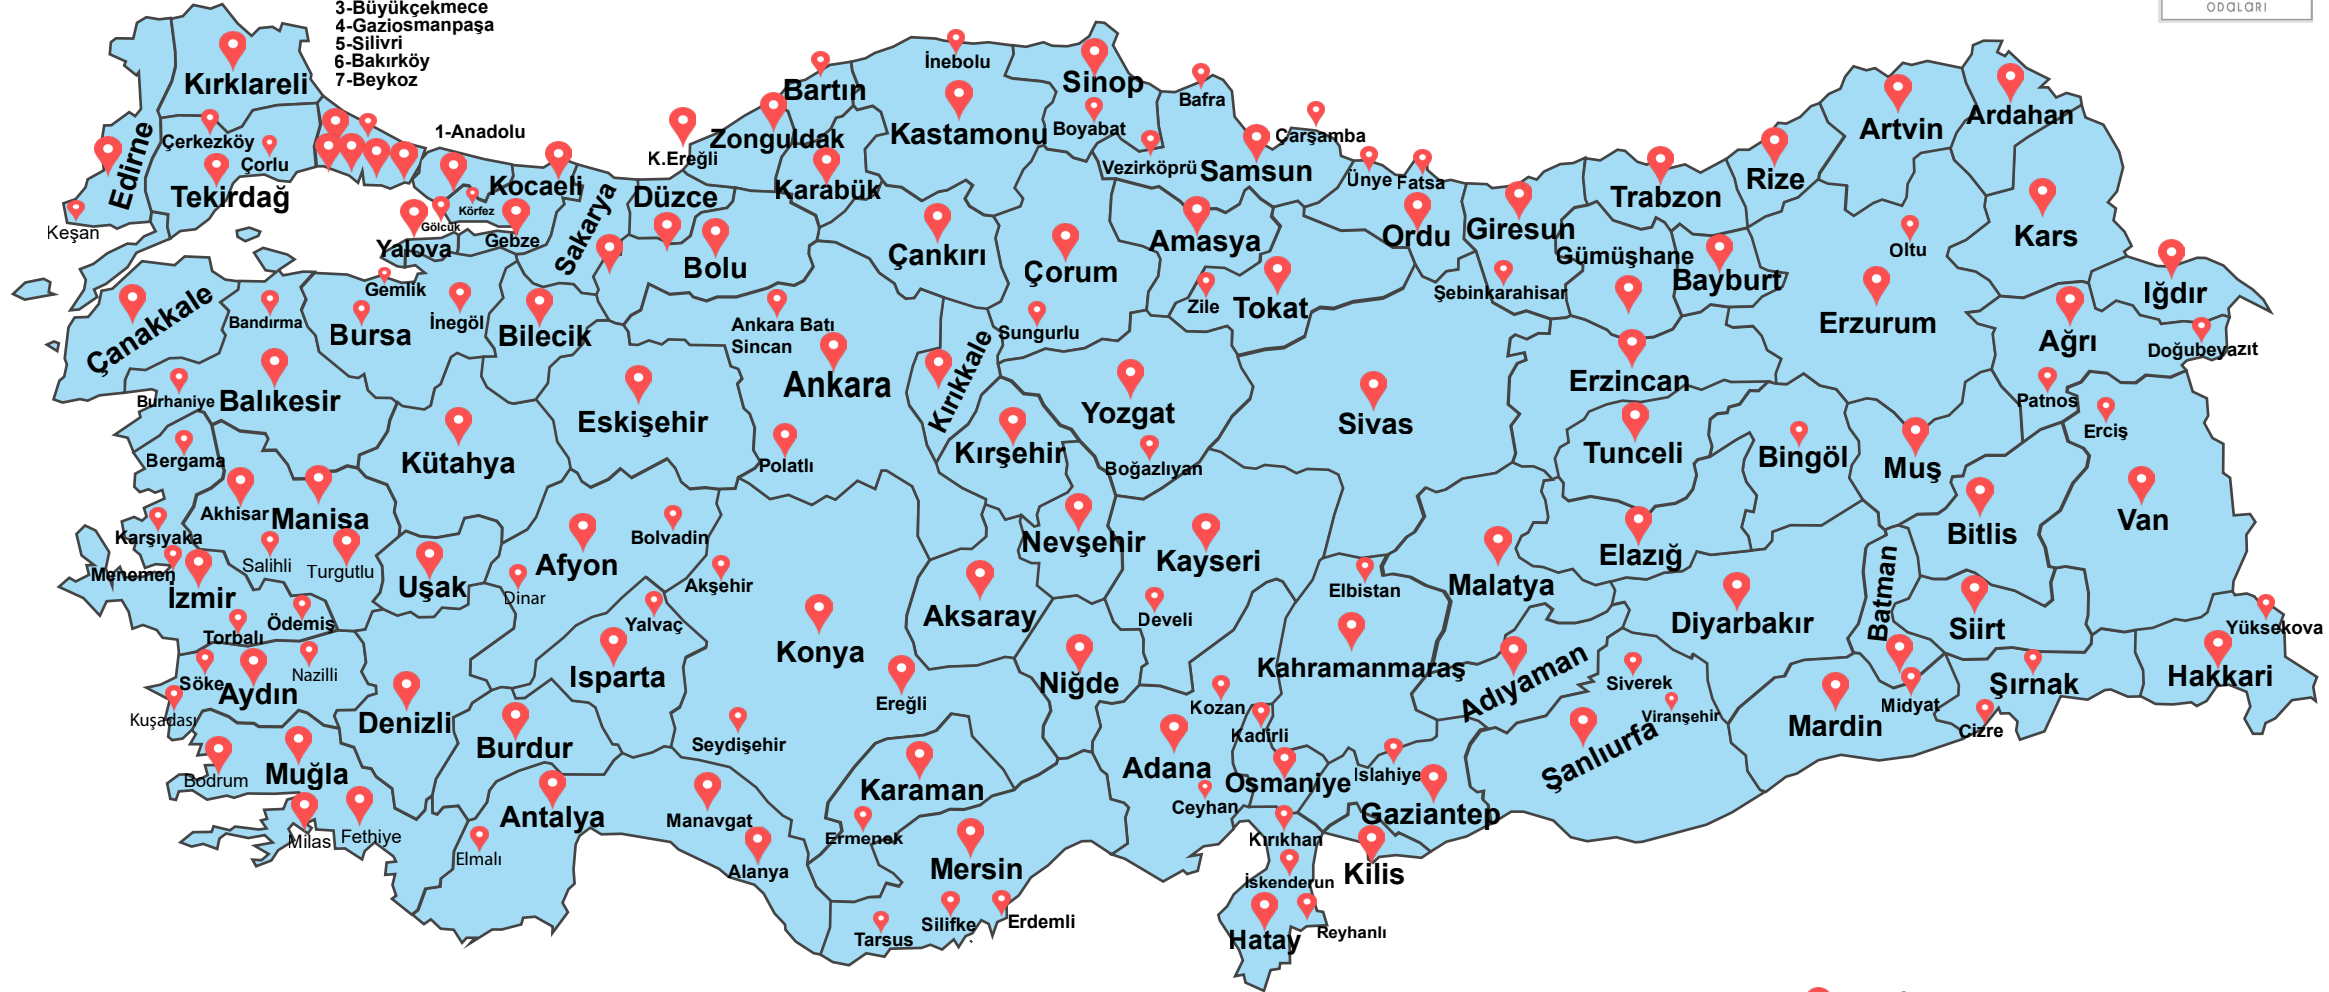 ODALARI
3-Büyükçekmece
4-Gaziosmanpaşa
5-Silivri
6-Bakırköy
7-Beykoz
1-Anadolu
Kırklareli
Edirne
Çerkezköy
Çorlu
Tekirdağ
Keşan
Kocaeli
Körfez
Gölcük
Gebze
Yalova
Sakarya
Düzce
Bolu
K.Ereğli
Zonguldak
Bartın
Karabük
İnebolu
Kastamonu
Sinop
Boyabat
Bafra
Vezirköprü
Samsun
Çarşamba
Ünye
Fatsa
Ordu
Giresun
Şebinkarahisar
Trabzon
Gümüşhane
Bayburt
Rize
Artvin
Ardahan
Kars
Oltu
Erzurum
Iğdır
Ağrı
Doğubeyazıt
Patnos
Çankırı
Çorum
Sungurlu
Amasya
Zile
Tokat
Çanakkale
Bandırma
Gemlik
Bursa
İnegöl
Bilecik
Ankara Batı
Sincan
Ankara
Polatlı
Kırıkkale
Kırşehir
Yozgat
Boğazlıyan
Sivas
Erzincan
Tunceli
Bingöl
Muş
Erciş
Van
Bitlis
Burhaniye
Balıkesir
Kütahya
Eskişehir
Bergama
Akhisar
Manisa
Karşıyaka
Salihli
Turgutlu
Menemen
İzmir
Torbalı
Ödemiş
Uşak
Afyon
Bolvadin
Dinar
Akşehir
Yalvaç
Isparta
Konya
Ereğli
Seydişehir
Aksaray
Nevşehir
Kayseri
Develi
Niğde
Elbistan
Kahramanmaraş
Malatya
Elazığ
Diyarbakır
Batman
Siirt
Yüksekova
Hakkari
Şırnak
Cizre
Midyat
Mardin
Adıyaman
Siverek
Viranşehir
Şanlıurfa
Söke
Aydın
Nazilli
Kuşadası
Denizli
Burdur
Bodrum
Muğla
Milas
Fethiye
Antalya
Elmalı
Manavgat
Alanya
Karaman
Ermenek
Mersin
Silifke
Erdemli
Tarsus
Kozan
Kadirli
Adana
Ceyhan
Osmaniye
Islahiye
Gaziantep
Kilis
Kırıkhan
İskenderun
Hatay
Reyhanlı